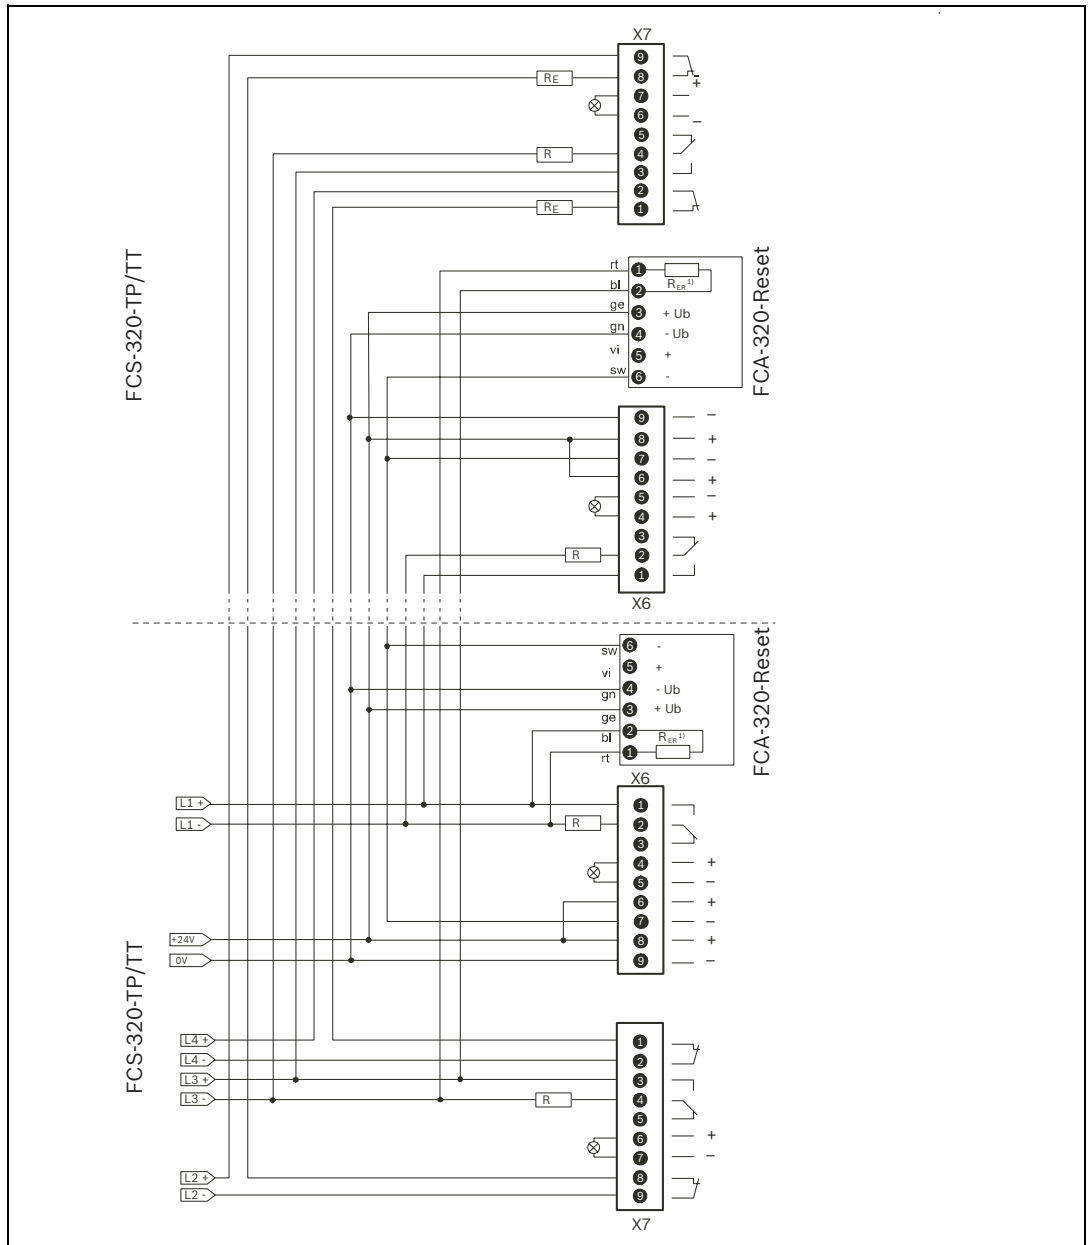 X7
9
8
7
6
5
4
3
2
1
RE
+
–
–
R
RE
FCS-320-TP/TT
rt 1
bl 2
ge 3 + Ub
gn 4 - Ub
vi 5 +
sw 6 -
RER 1)
FCA-320-Reset
9 –
8 +
7 –
6 +
5 –
4 +
3
R 2
1
X6
sw 6 -
vi 5 +
gn 4 - Ub
ge 3 + Ub
bl 2
rt 1
RER 1)
FCA-320-Reset
X6
L1 + 1
L1 - R 2
3
4 +
5 –
6 +
7 –
+24V 8 +
0V 9 –
FCS-320-TP/TT
L4 + 1
L4 - 2
L3 + 3
L3 - R 4
5
6 +
7 –
L2 + 8
L2 - 9
X7